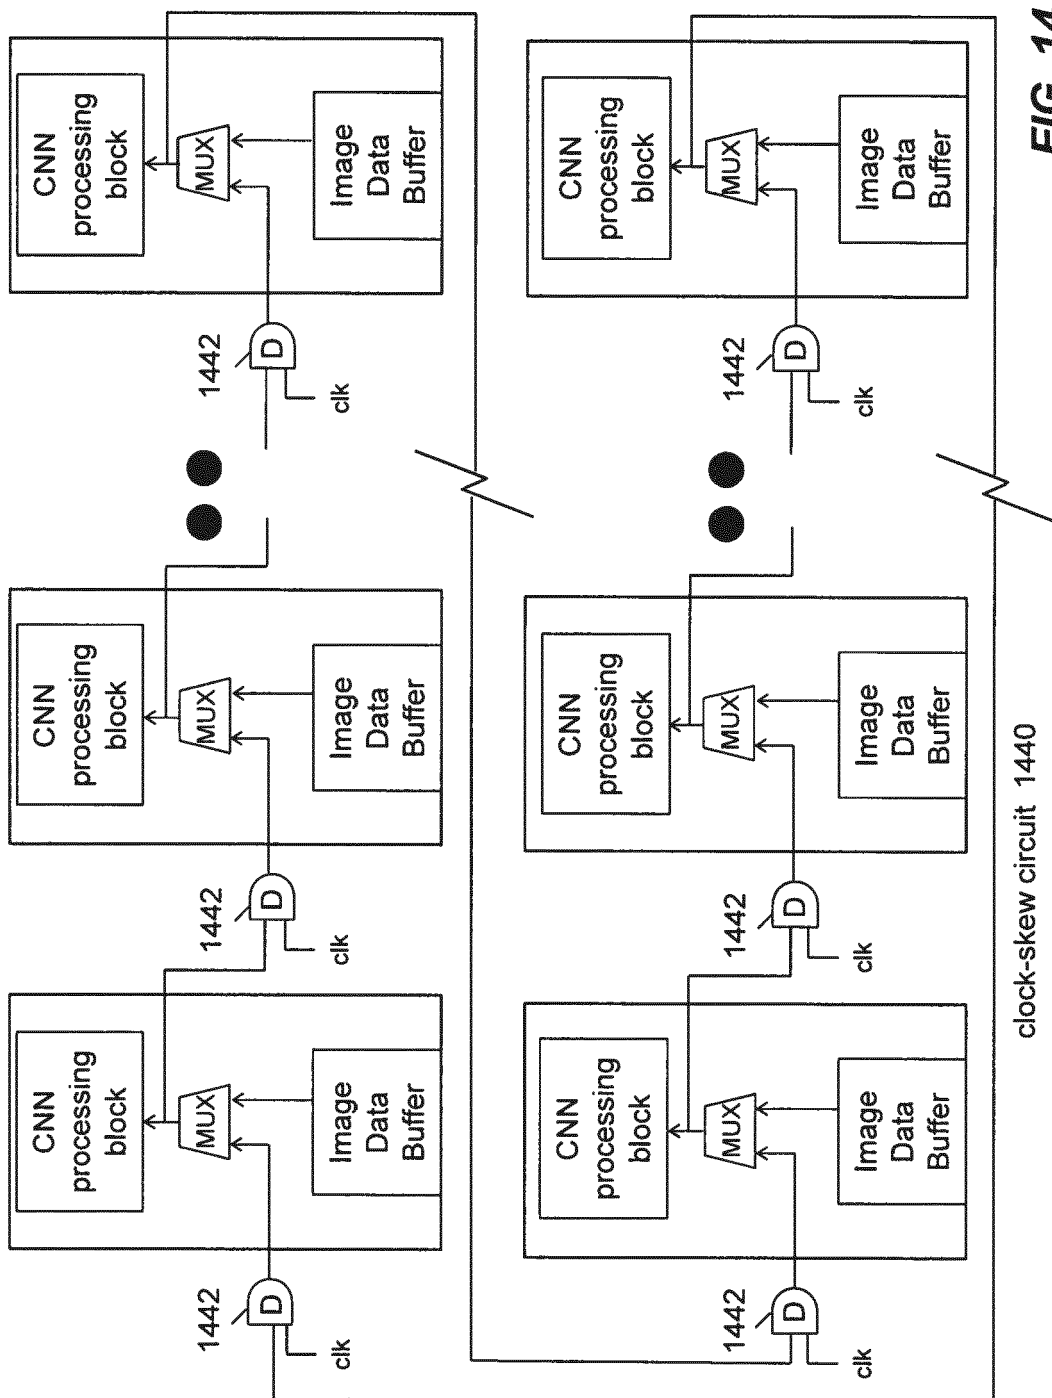 1442
D
clk
CNN
processing
block
MUX
Image
Data
Buffer
1442
D
clk
CNN
processing
block
MUX
Image
Data
Buffer
1442
D
clk
CNN
processing
block
MUX
Image
Data
Buffer
1442
D
clk
CNN
processing
block
MUX
Image
Data
Buffer
1442
D
clk
CNN
processing
block
MUX
Image
Data
Buffer
1442
D
clk
CNN
processing
block
MUX
Image
Data
Buffer
clock-skew circuit 1440
FIG. 14